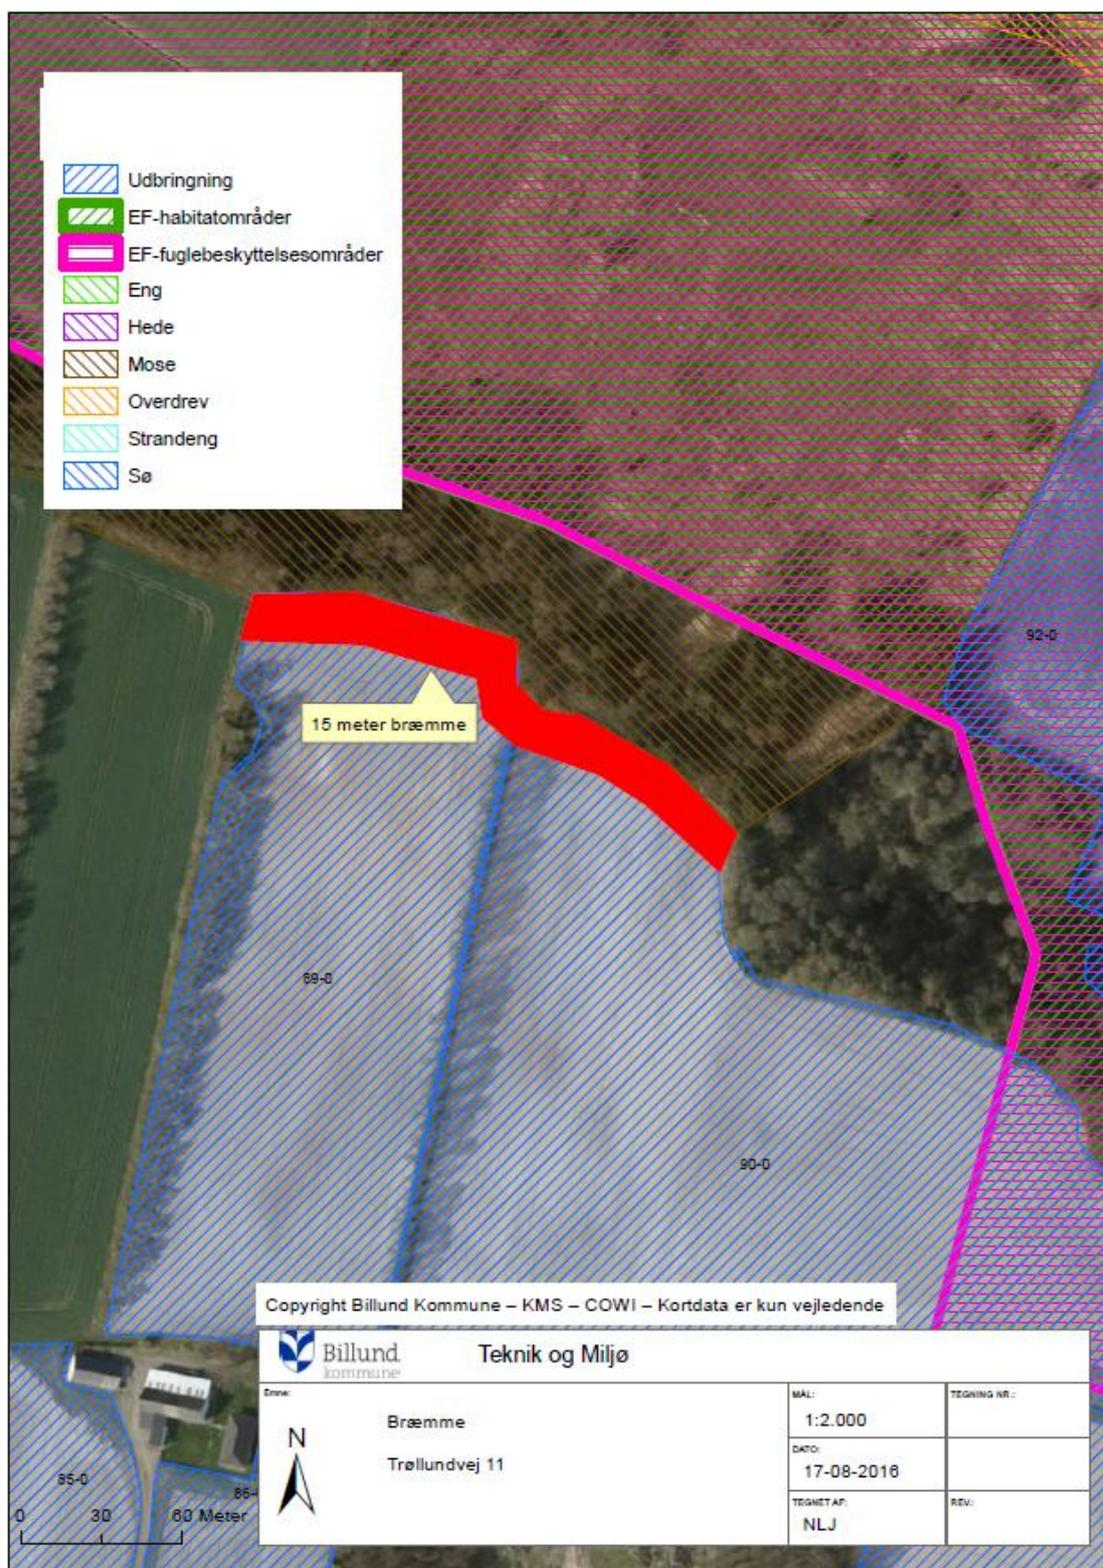 Udbringning
EF-habitatområder
EF-fuglebeskyttelsesområder
Eng
Hede
Mose
Overdrev
Strandeng
Sø
92-0
15 meter bræmme
89-0
90-0
Copyright Billund Kommune – KMS – COWI – Kortdata er kun vejledende
Billund kommune
Teknik og Miljø
Emne:
Bræmme
Trøllundvej 11
N
MÅL:
1:2.000
TEGNING NR.:
DATO:
17-08-2016
TEGNET AF:
NLJ
REV.:
85-0
0 30 60 Meter